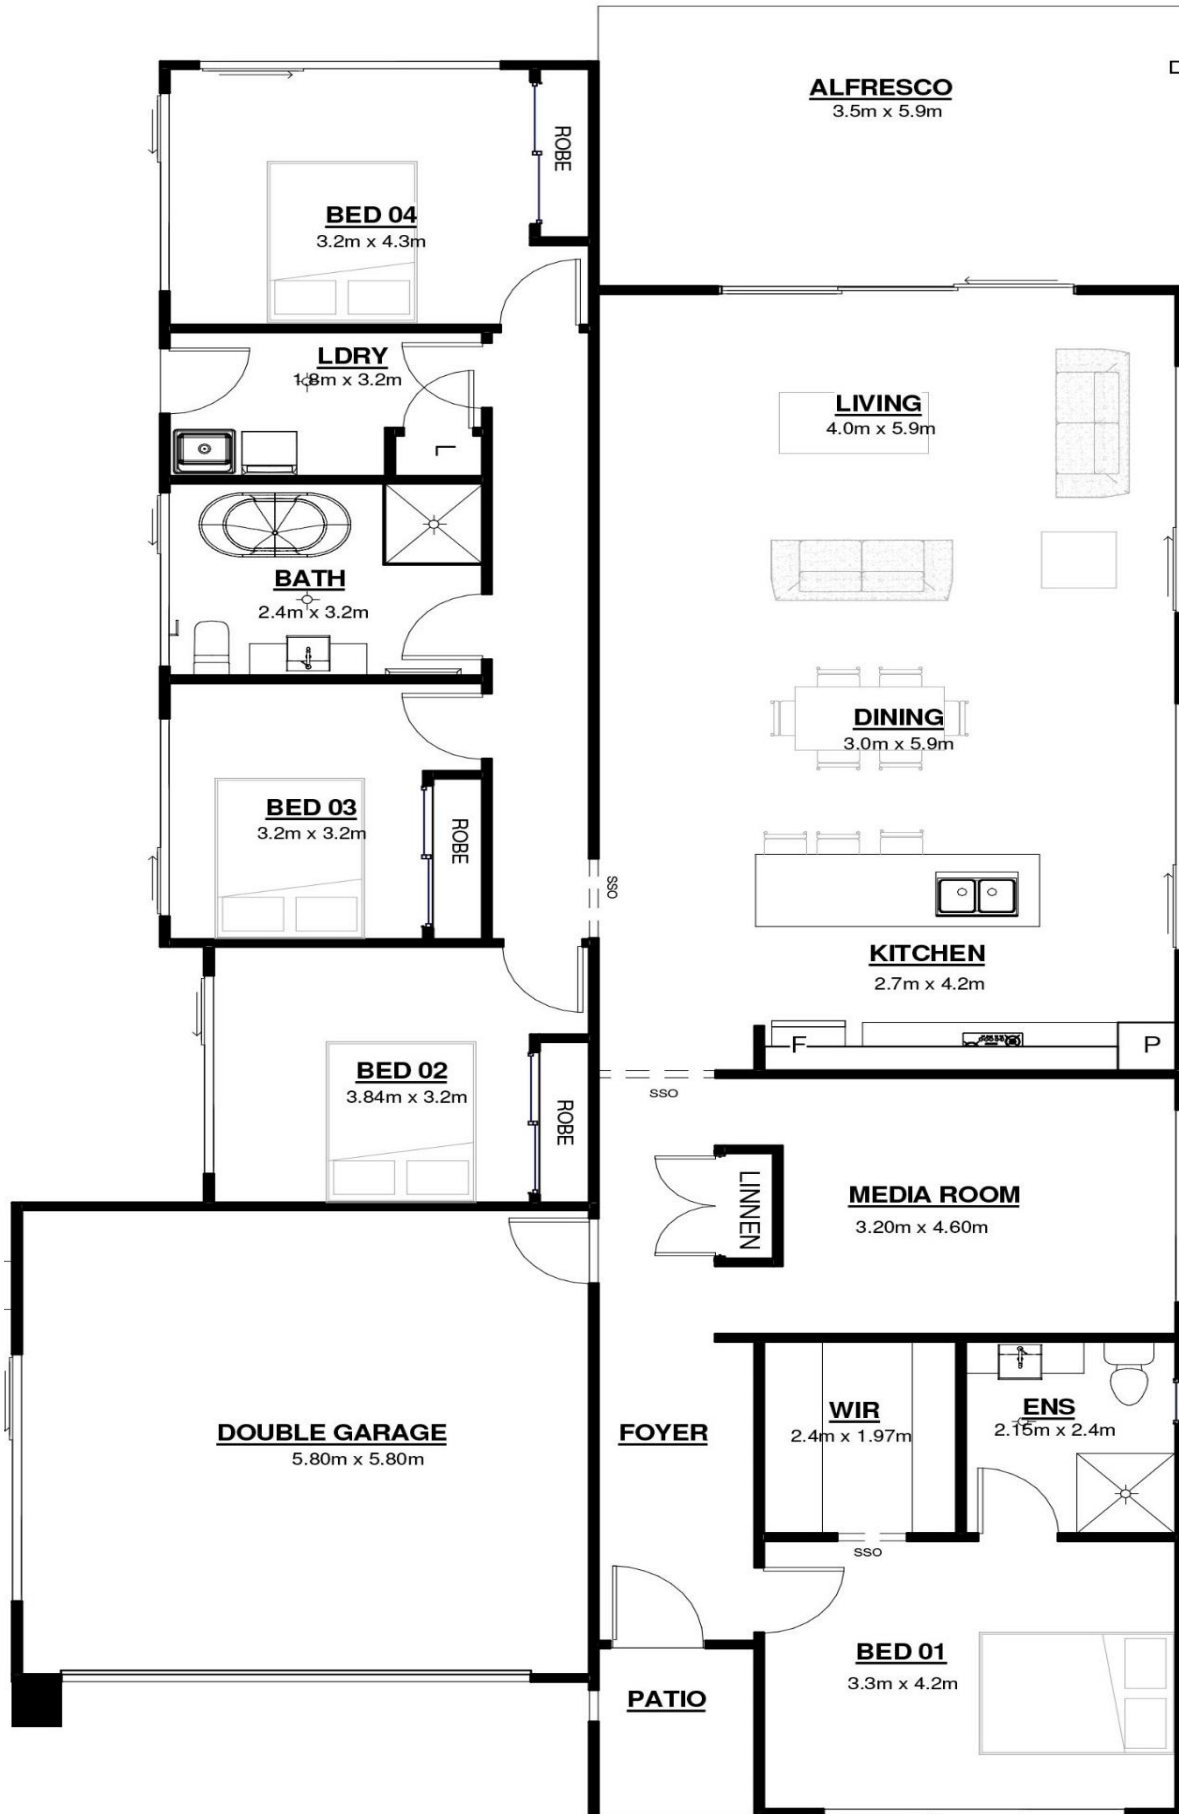 ALFRESCO
3.5m x 5.9m
ROBE
BED 04
3.2m x 4.3m
LDRY
1.8m x 3.2m
L
LIVING
4.0m x 5.9m
BATH
2.4m x 3.2m
DINING
3.0m x 5.9m
BED 03
3.2m x 3.2m
ROBE
SSO
KITCHEN
2.7m x 4.2m
F
P
BED 02
3.84m x 3.2m
ROBE
SSO
LINNEN
MEDIA ROOM
3.20m x 4.60m
DOUBLE GARAGE
5.80m x 5.80m
FOYER
WIR
2.4m x 1.97m
ENS
2.15m x 2.4m
SSO
BED 01
3.3m x 4.2m
PATIO